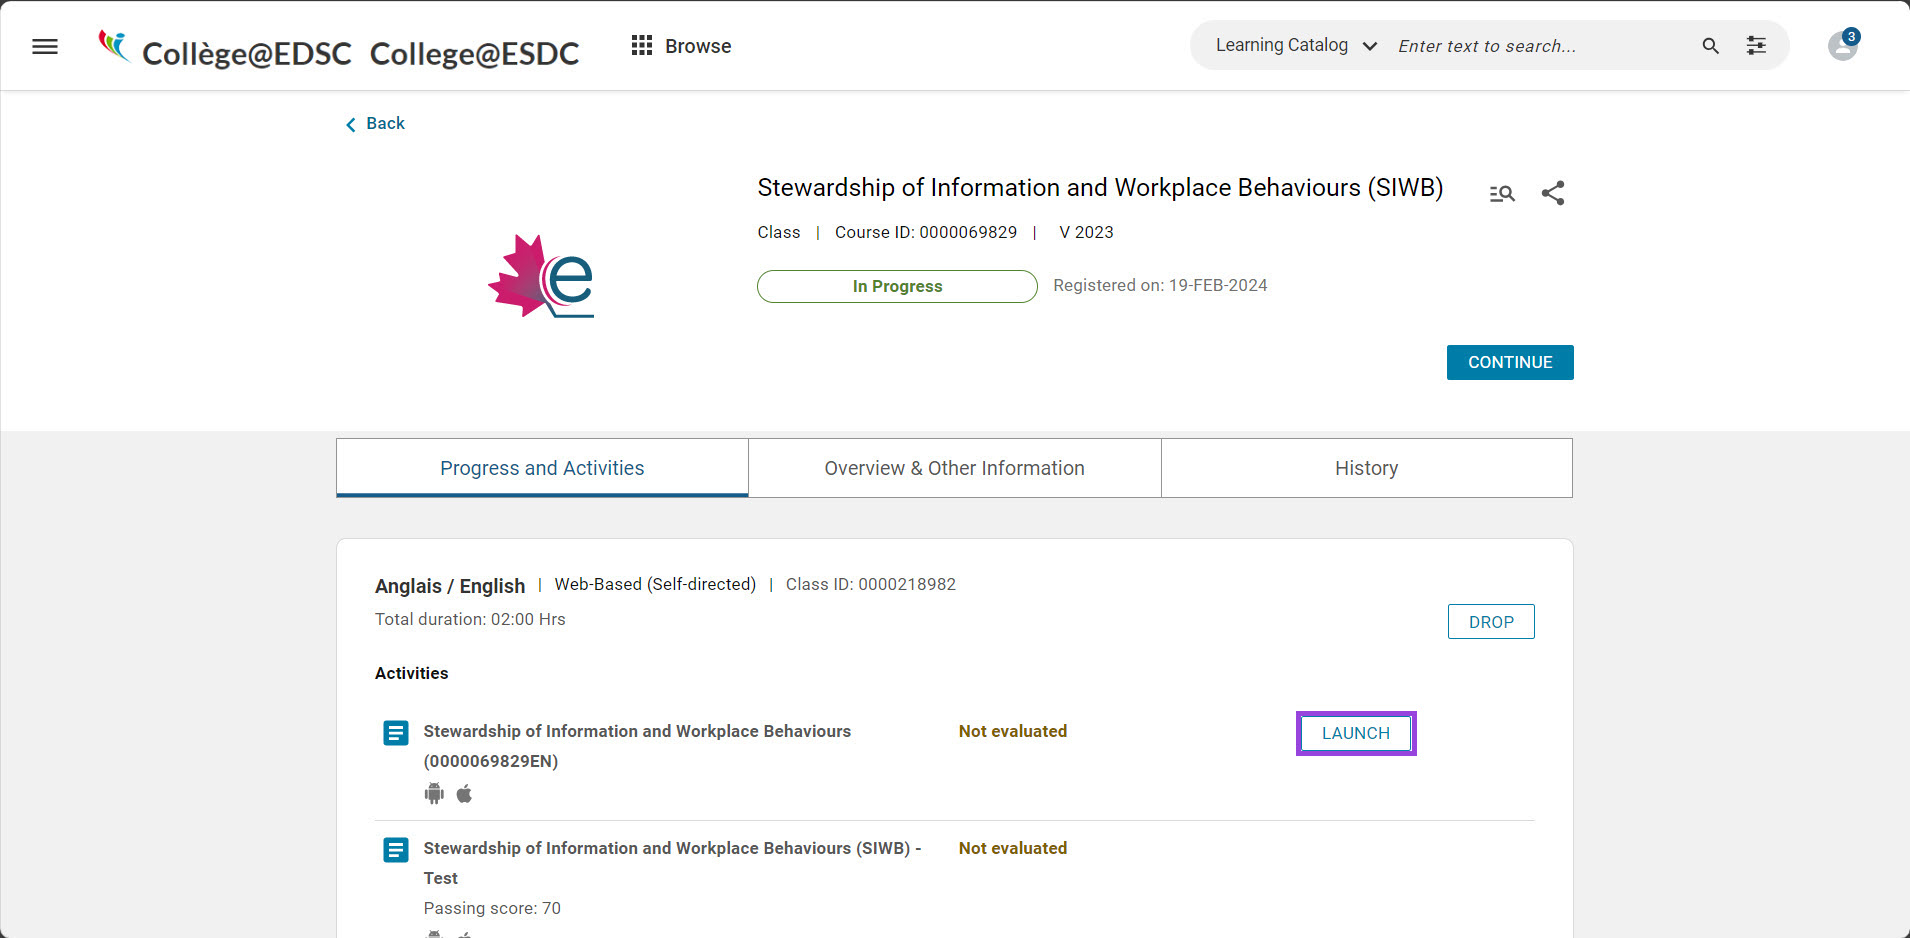 Collège@EDSC College@ESDC
Browse
Learning Catalog
Enter text to search...
3
Back
Stewardship of Information and Workplace Behaviours (SIWB)
Class | Course ID: 0000069829 | V 2023
In Progress
Registered on: 19-FEB-2024
e
CONTINUE
Progress and Activities
Overview & Other Information
History
Anglais / English | Web-Based (Self-directed) | Class ID: 0000218982
Total duration: 02:00 Hrs
DROP
Activities
Stewardship of Information and Workplace Behaviours
(0000069829EN)
Not evaluated
LAUNCH
Stewardship of Information and Workplace Behaviours (SIWB) -
Test
Not evaluated
Passing score: 70